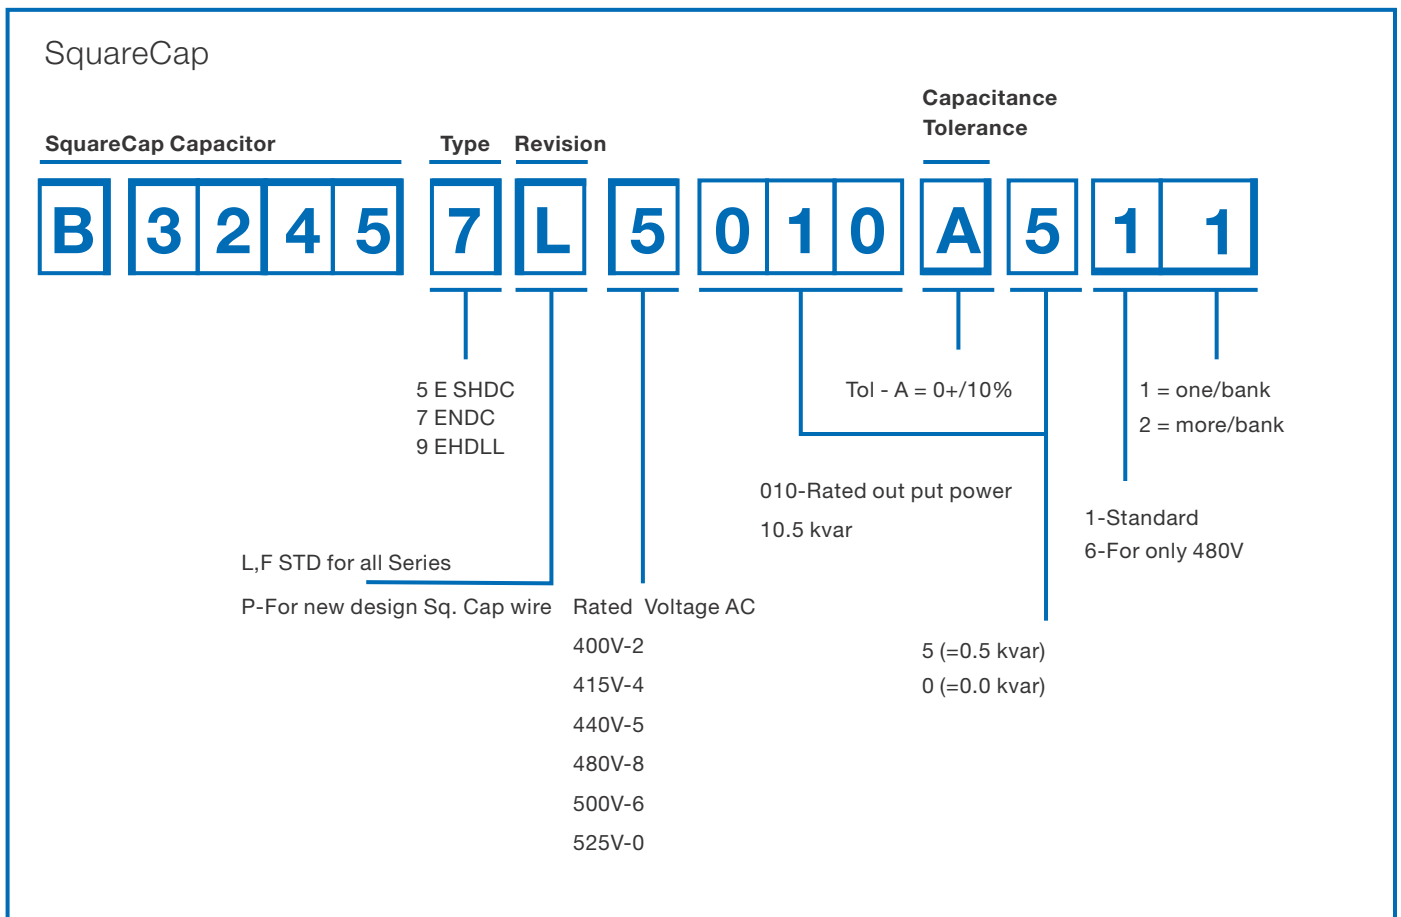 SquareCap
Capacitance
Tolerance
SquareCap Capacitor Type Revision
B 3 2 4 5 7 L 5 0 1 0 A 5 1 1
5 E SHDC
7 ENDC
9 EHDLL
Tol - A = 0+/10%
1 = one/bank
2 = more/bank
010-Rated out put power
10.5 kvar
1-Standard
6-For only 480V
L,F STD for all Series
P-For new design Sq. Cap wire
Rated Voltage AC
400V-2
415V-4
440V-5
480V-8
500V-6
525V-0
5 (=0.5 kvar)
0 (=0.0 kvar)